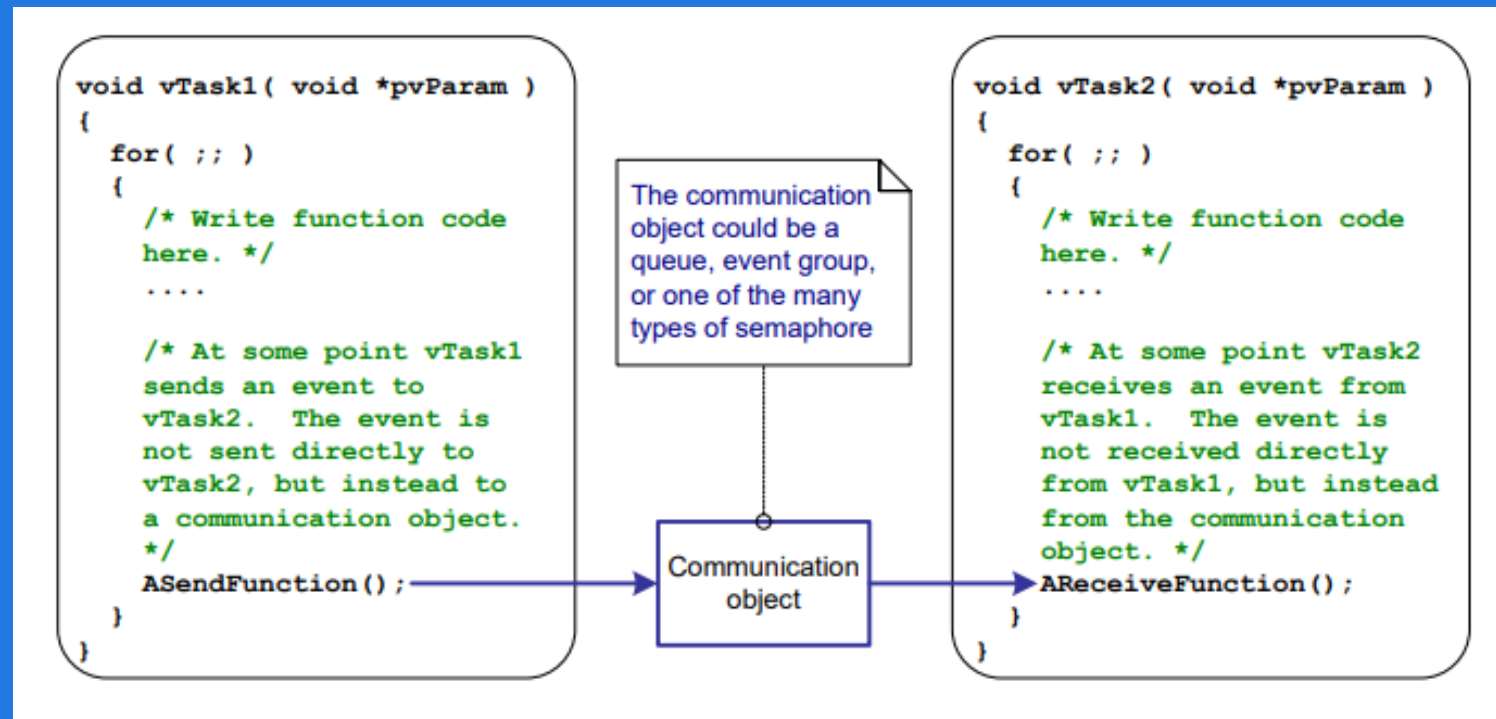 void vTask1( void *pvParam )
{
for( ;; )
{
/* Write function code
here. */
....
/* At some point vTask1
sends an event to
vTask2. The event is
not sent directly to
vTask2, but instead to
a communication object.
*/
ASendFunction();
}
}
The communication
object could be a
queue, event group,
or one of the many
types of semaphore
Communication
object
void vTask2( void *pvParam )
{
for( ;; )
{
/* Write function code
here. */
....
/* At some point vTask2
receives an event from
vTask1. The event is
not received directly
from vTask1, but instead
from the communication
object. */
AReceiveFunction();
}
}